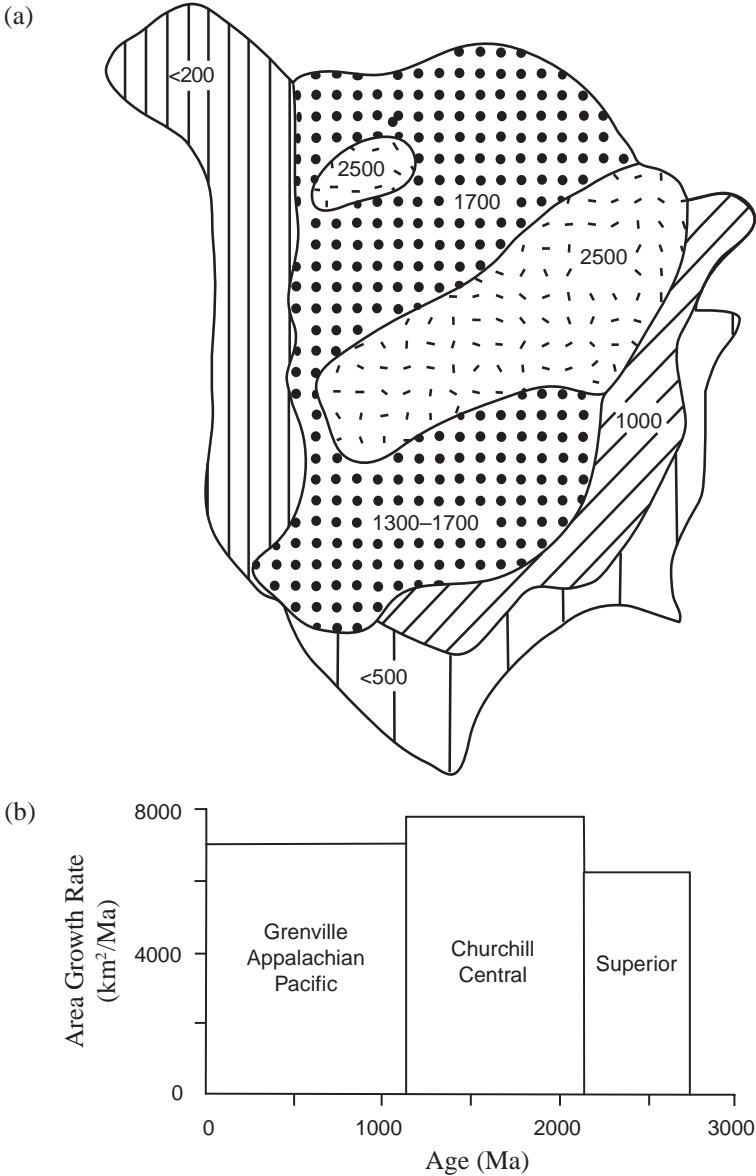 (a)
<200
2500
1700
2500
1000
1300–1700
<500
(b)
8000
4000
0
Area Growth Rate
(km²/Ma)
Grenville
Appalachian
Pacific
Churchill
Central
Superior
0
1000
2000
3000
Age (Ma)